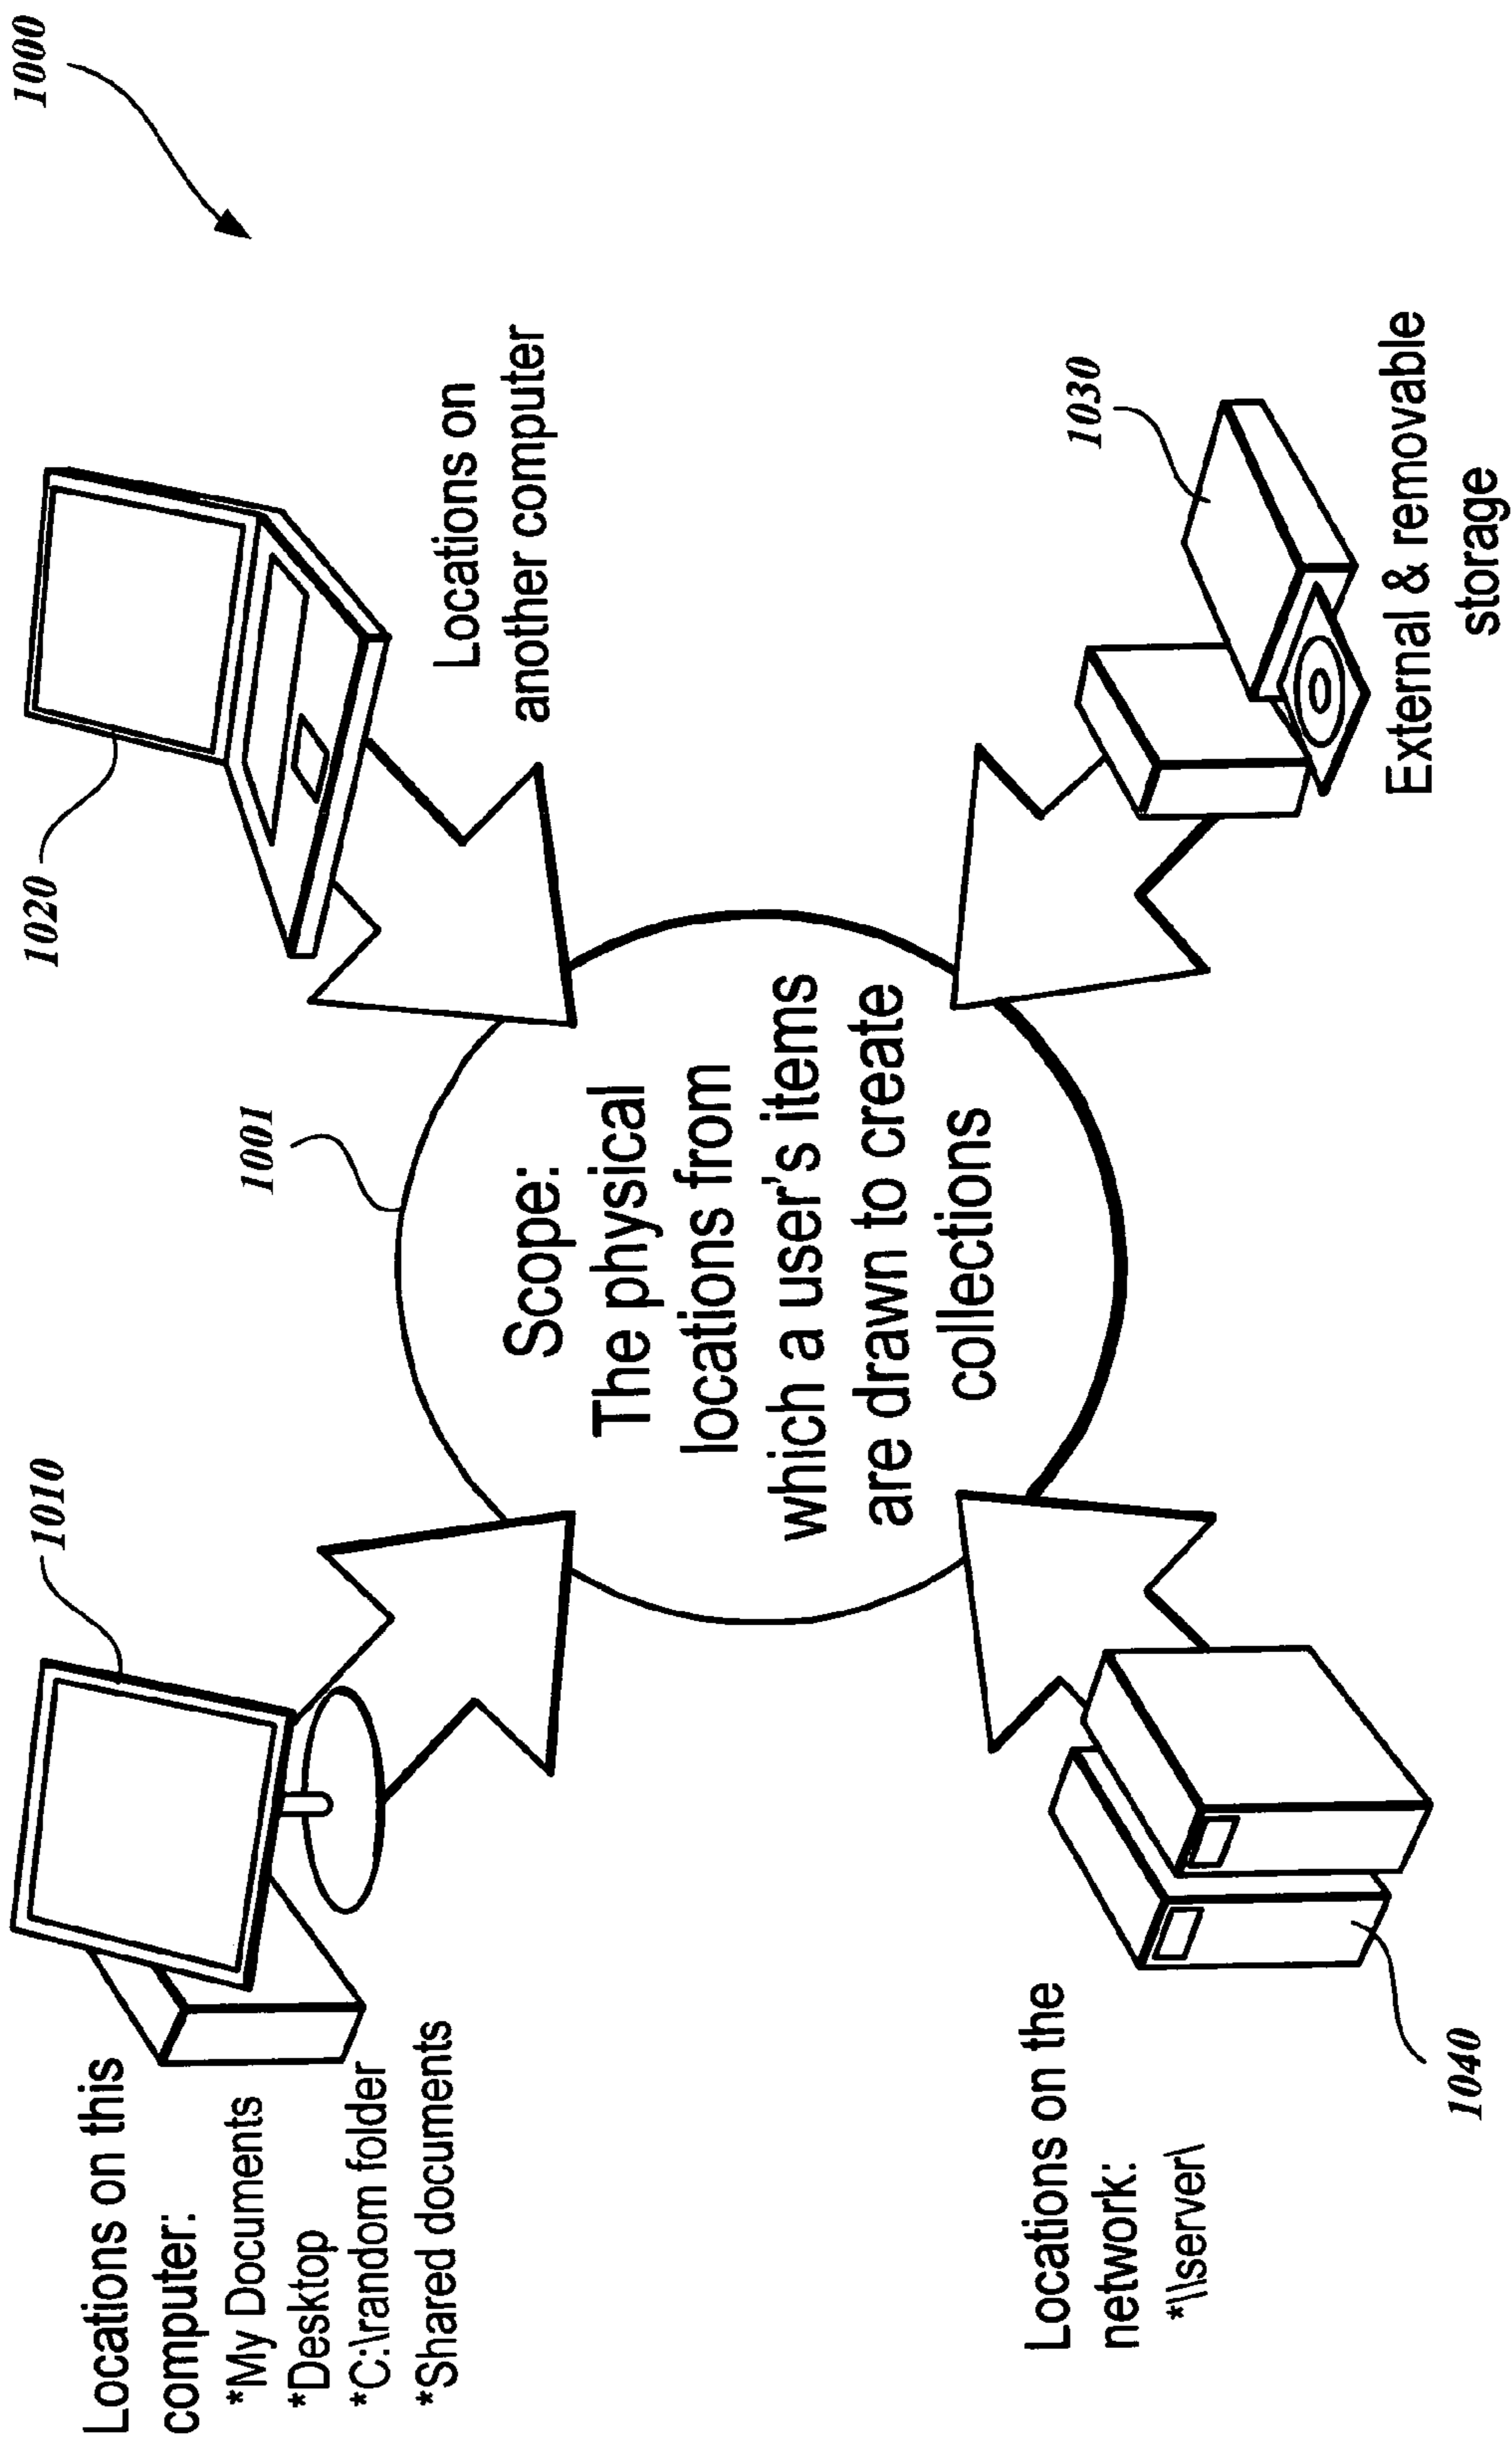 1000
1010
Locations on this
computer:
*My Documents
*Desktop
*C:\random folder
*Shared documents
1020
Locations on
another computer
1001
Scope:
The physical
locations from
which a user's items
are drawn to create
collections
Locations on the
network:
*\\server\
1040
1030
External & removable
storage